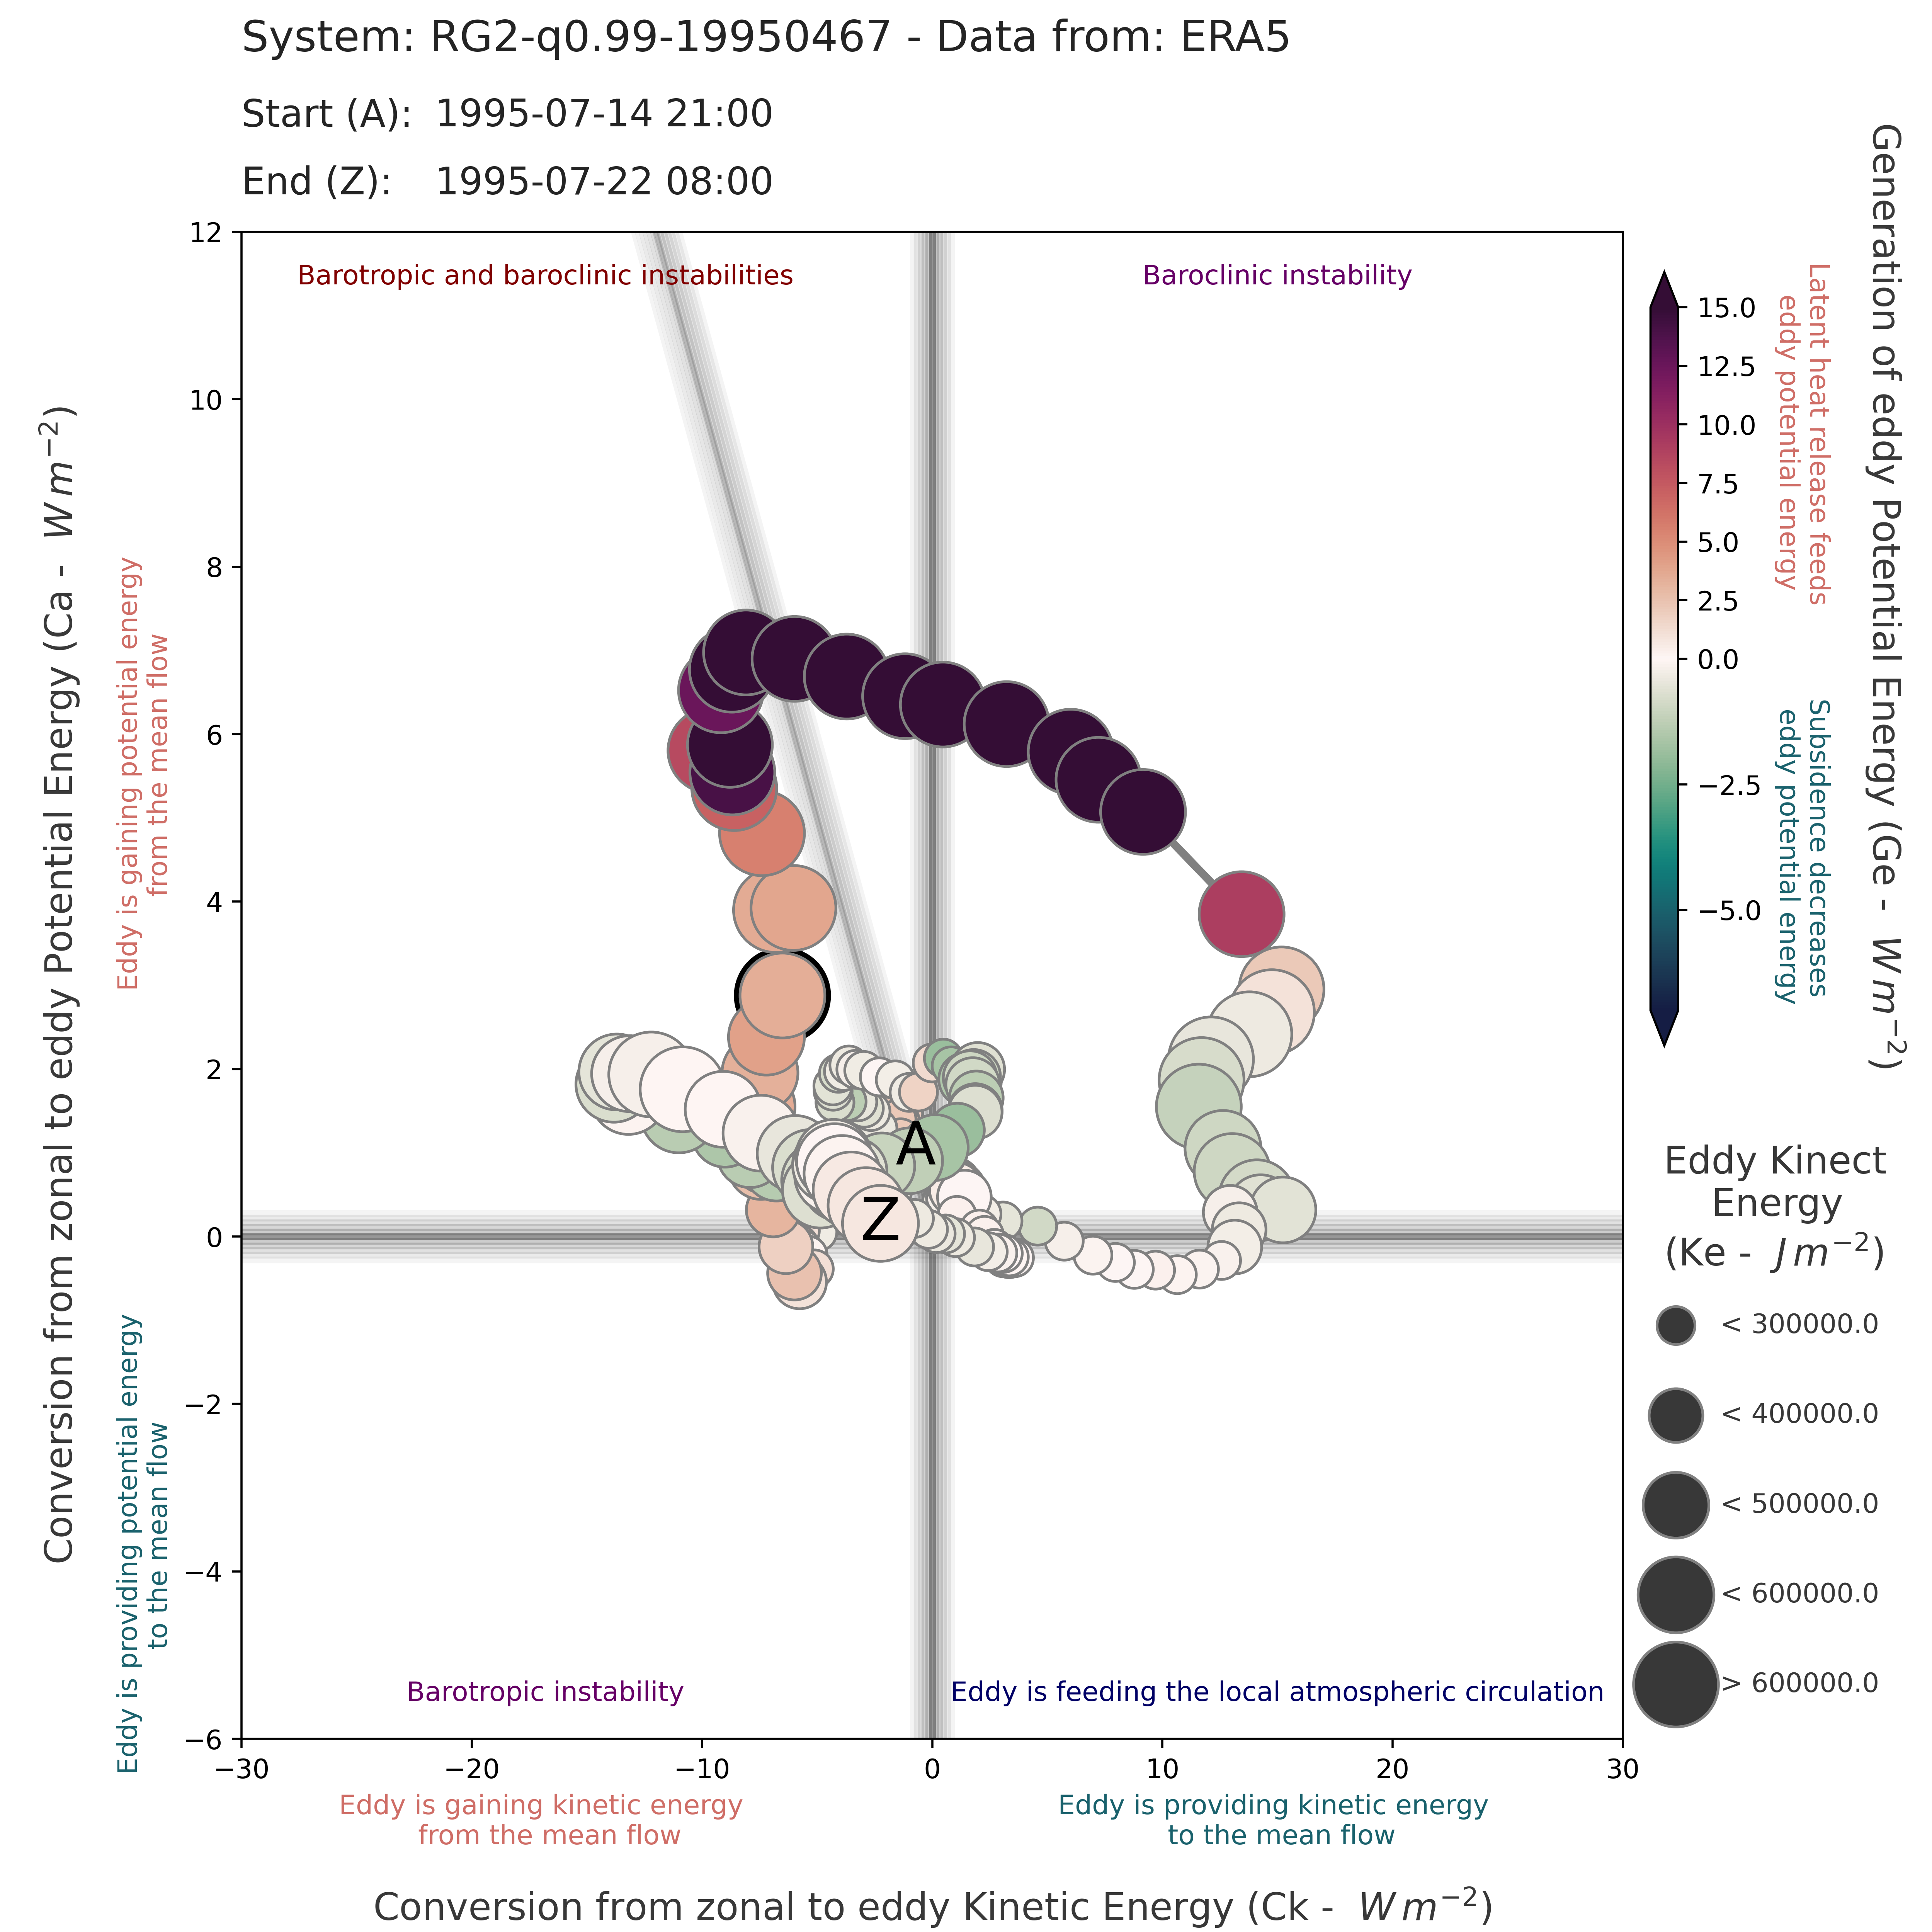 System: RG2-q0.99-19950467 - Data from: ERA5
Start (A): 1995-07-14 21:00
End (Z): 1995-07-22 08:00
Barotropic and baroclinic instabilities
Baroclinic instability
Barotropic instability
Eddy is feeding the local atmospheric circulation
A
Z
12
10
8
6
4
2
0
−2
−4
−6
−30
−20
−10
0
10
20
30
Eddy is gaining kinetic energy
from the mean flow
Eddy is providing kinetic energy
to the mean flow
Conversion from zonal to eddy Kinetic Energy (Ck - W m⁻²)
Conversion from zonal to eddy Potential Energy (Ca - W m⁻²)
Eddy is gaining potential energy
from the mean flow
Eddy is providing potential energy
to the mean flow
15.0
12.5
10.0
7.5
5.0
2.5
0.0
−2.5
−5.0
Latent heat release feeds
eddy potential energy
Subsidence decreases
eddy potential energy
Generation of eddy Potential Energy (Ge - W m⁻²)
Eddy Kinect
Energy
(Ke - J m⁻²)
< 300000.0
< 400000.0
< 500000.0
< 600000.0
> 600000.0